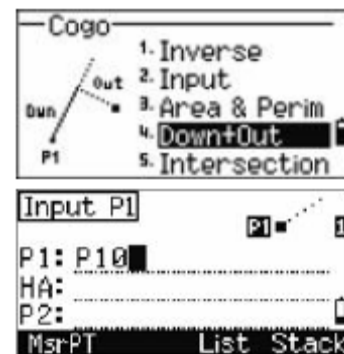 Cogo
1. Inverse
2. Input
Out
3. Area & Perim
Dwn
4. Down+Out
P1
5. Intersection
Input P1
P1
1
P1: P10
HA:
P2:
MsrPT List Stack